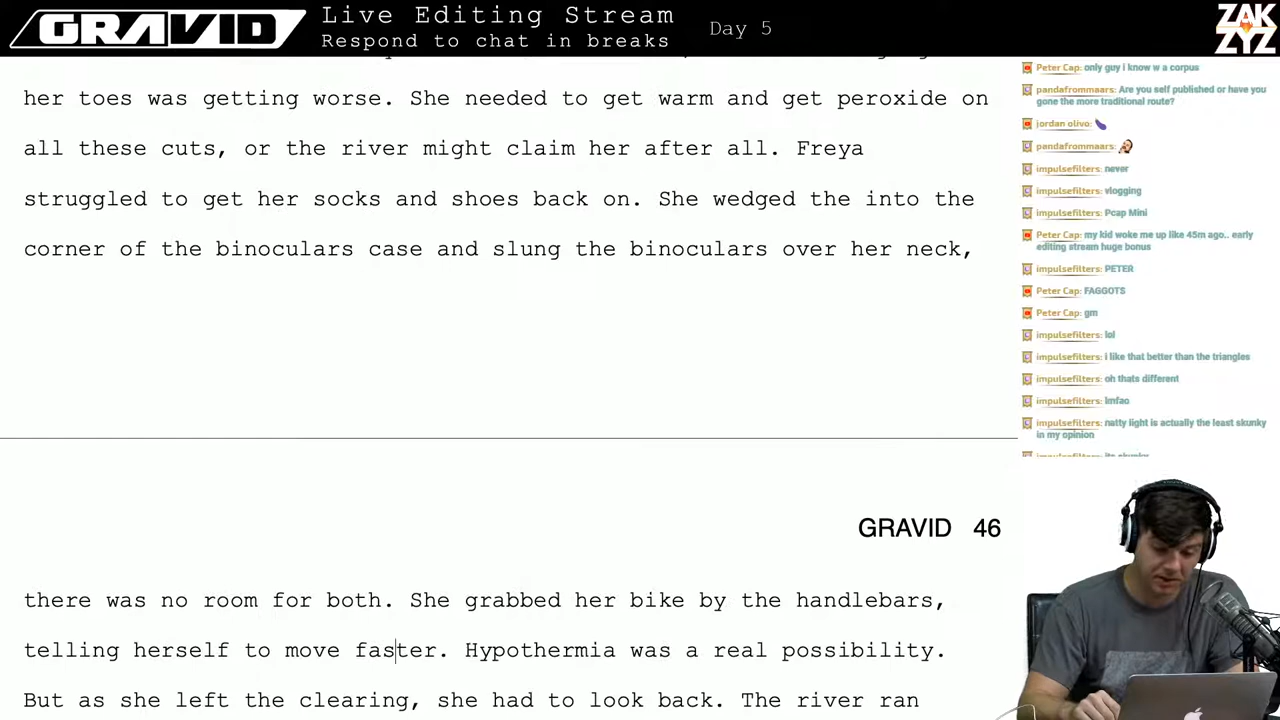 GRAVID
Live Editing Stream
Respond to chat in breaks
Day 5
ZAK
ZYZ
her toes was getting worse. She needed to get warm and get peroxide on
all these cuts, or the river might claim her after all. Freya
struggled to get her socks and shoes back on. She wedged the into the
corner of the binoculars case and slung the binoculars over her neck,
GRAVID 46
there was no room for both. She grabbed her bike by the handlebars,
telling herself to move faster. Hypothermia was a real possibility.
But as she left the clearing, she had to look back. The river ran
Peter Cap: only guy i know w a corpus
pandafrommaars: Are you self published or have you
gone the more traditional route?
jordan olivo:
pandafrommaars:
impulsefilters: never
impulsefilters: vlogging
impulsefilters: Pcap Mini
Peter Cap: my kid woke me up like 45m ago.. early
editing stream huge bonus
impulsefilters: PETER
Peter Cap: FAGGOTS
Peter Cap: gm
impulsefilters: lol
impulsefilters: i like that better than the triangles
impulsefilters: oh thats different
impulsefilters: lmfao
impulsefilters: natty light is actually the least skunky
in my opinion